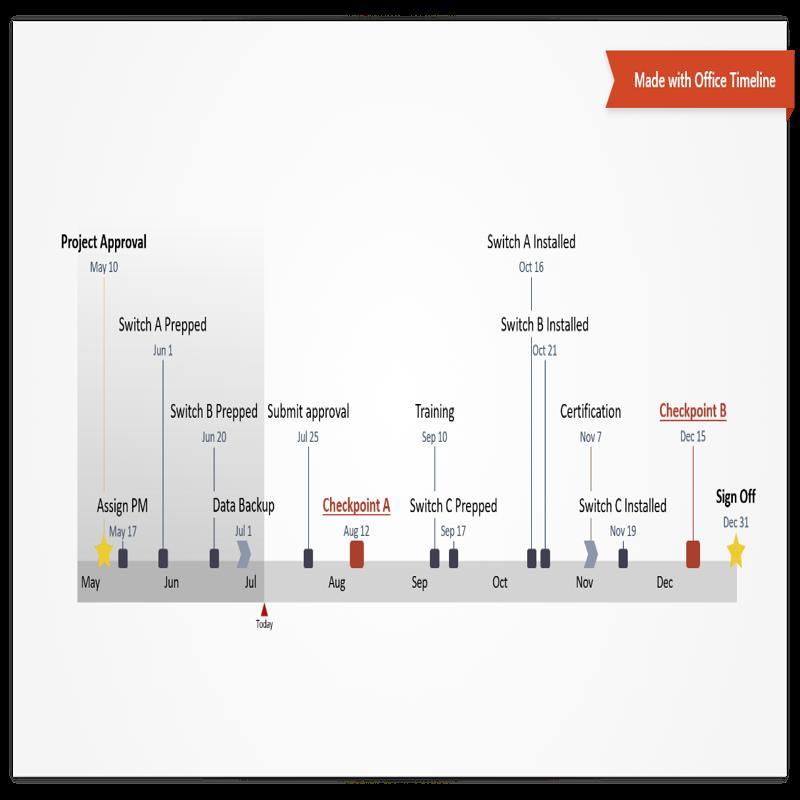 Made with Office Timeline
Project Approval
May 10
Switch A Installed
Oct 16
Switch A Prepped
Jun 1
Switch B Installed
Oct 21
Switch B Prepped
Jun 20
Submit approval
Jul 25
Training
Sep 10
Certification
Nov 7
Checkpoint B
Dec 15
Assign PM
May 17
Data Backup
Jul 1
Checkpoint A
Aug 12
Switch C Prepped
Sep 17
Switch C Installed
Nov 19
Sign Off
Dec 31
May Jun Jul Aug Sep Oct Nov Dec
Today